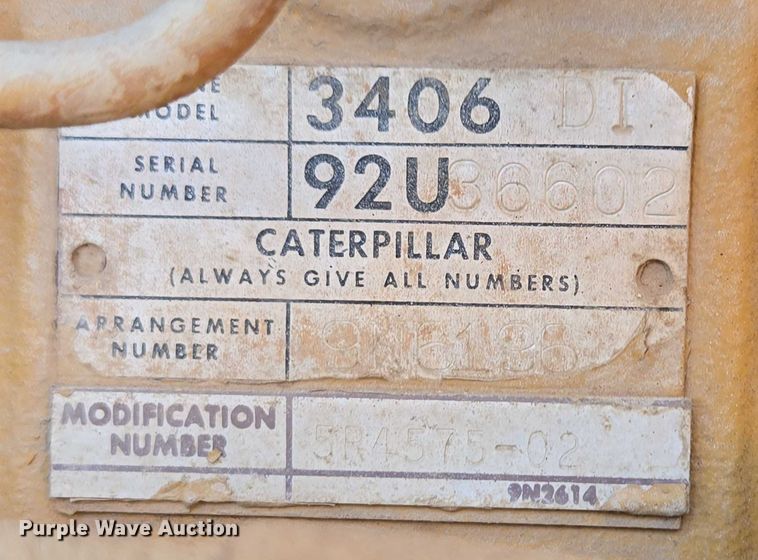 MODEL 3406 DI
SERIAL NUMBER 92U36602
CATERPILLAR
(ALWAYS GIVE ALL NUMBERS)
ARRANGEMENT NUMBER
MODIFICATION NUMBER 5R4575-02
9N2614
Purple Wave Auction